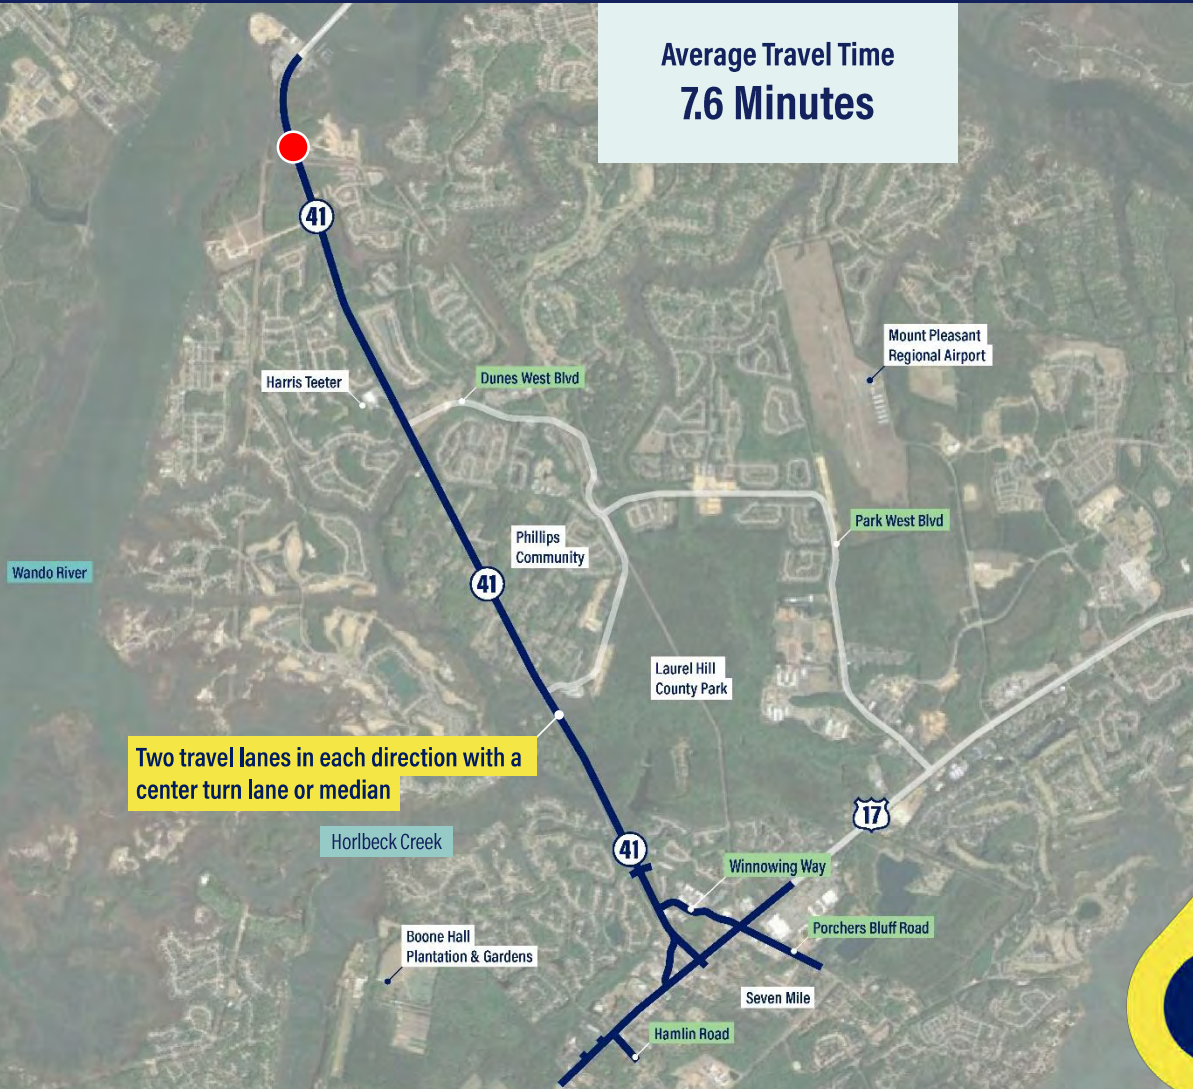 Average Travel Time
7.6 Minutes
41
Mount Pleasant
Regional Airport
Harris Teeter
Dunes West Blvd
Park West Blvd
Phillips
Community
Wando River
41
Laurel Hill
County Park
Two travel lanes in each direction with a
center turn lane or median
17
Horlbeck Creek
41
Winnowing Way
Porchers Bluff Road
Boone Hall
Plantation & Gardens
Seven Mile
Hamlin Road